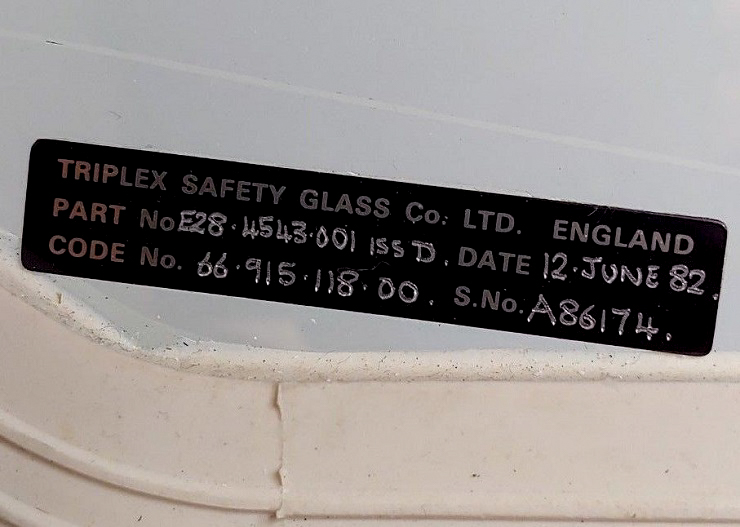 TRIPLEX SAFETY GLASS Co: LTD. ENGLAND
PART No E28.4543.001 ISS D. DATE 12.JUNE 82.
CODE No. 66.915.118.00. S.No. A86174.